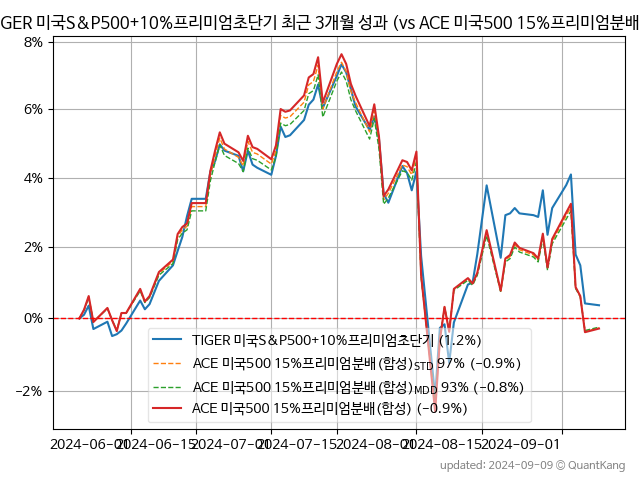 GER 미국S&P500+10%프리미엄초단기 최근 3개월 성과 (vs ACE 미국500 15%프리미엄분배
8%
6%
4%
2%
0%
−2%
TIGER 미국S&P500+10%프리미엄초단기 (1.2%)
ACE 미국500 15%프리미엄분배(합성)STD 97% (−0.9%)
ACE 미국500 15%프리미엄분배(합성)MDD 93% (−0.8%)
ACE 미국500 15%프리미엄분배(합성) (−0.9%)
2024-06-01 2024-06-15 2024-07-01 2024-07-15 2024-08-01 2024-08-15 2024-09-01
updated: 2024-09-09 © QuantKang